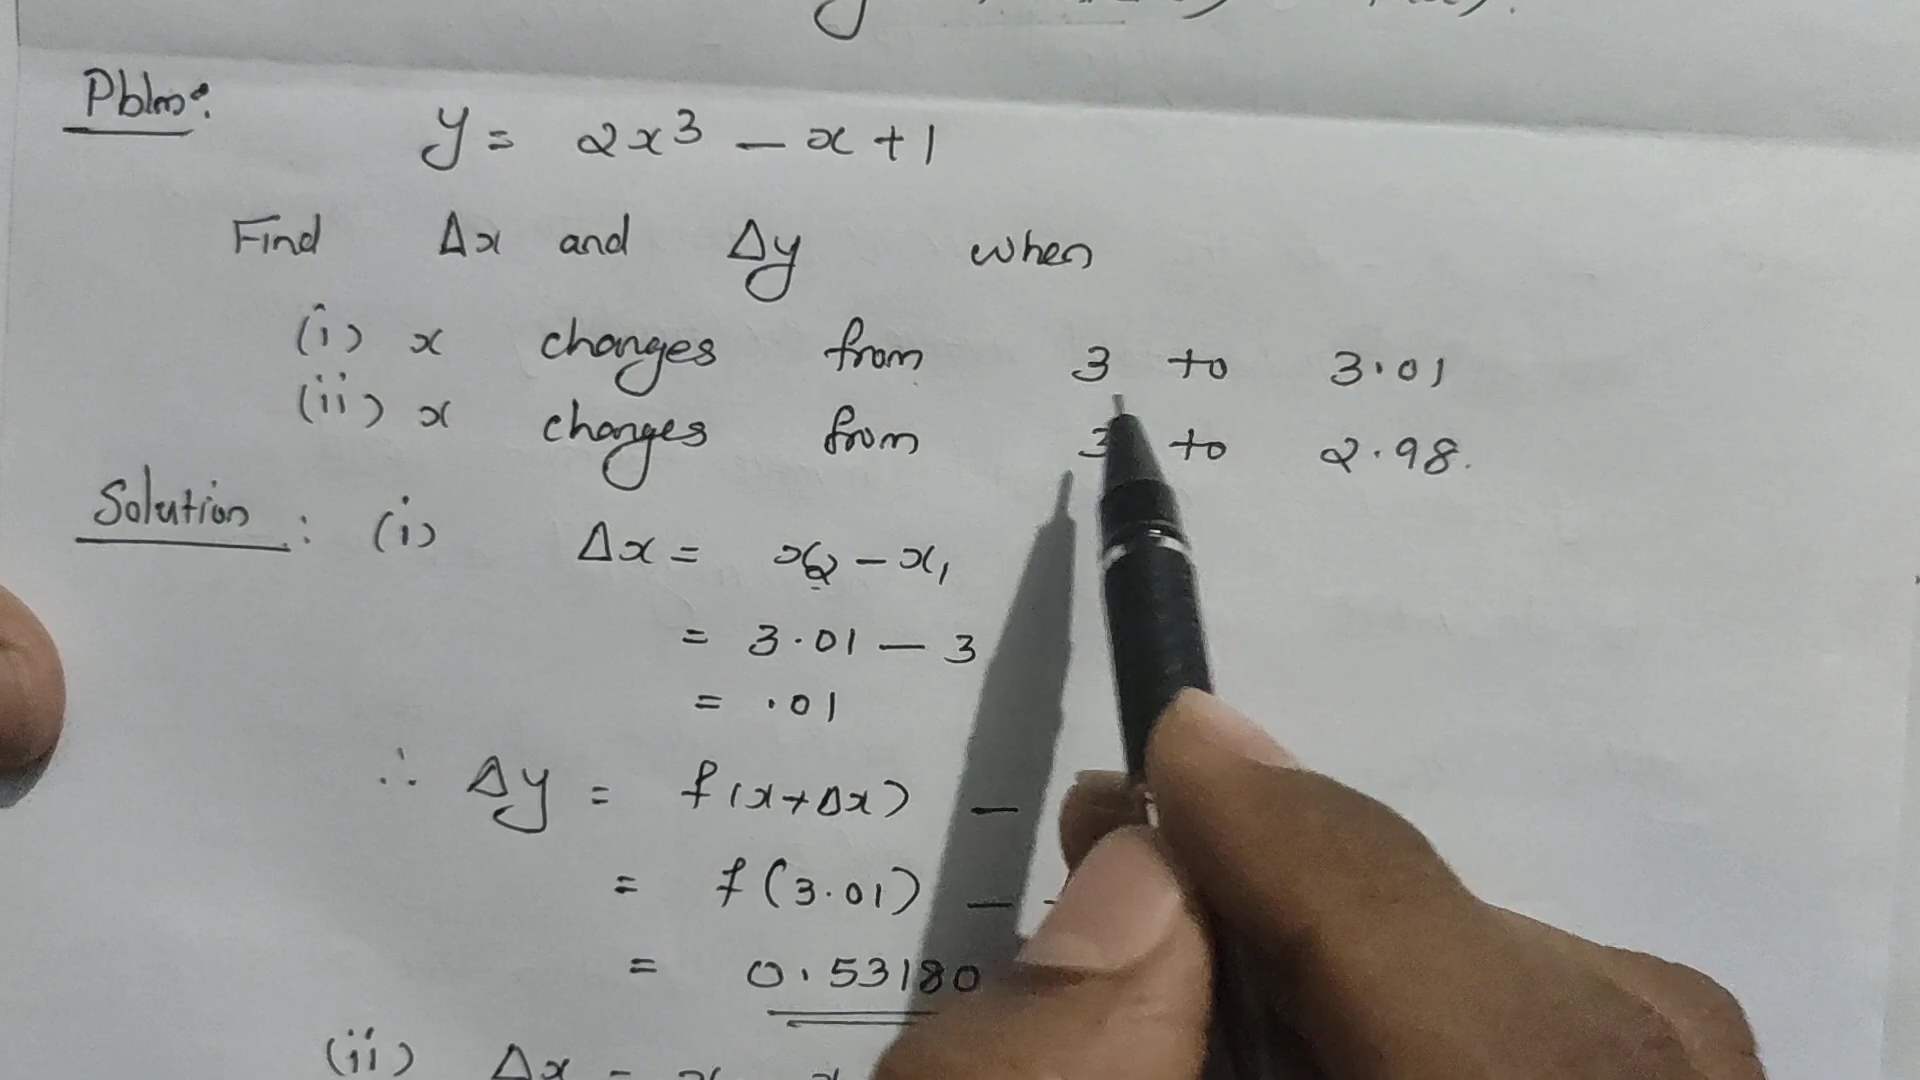 Pblm:
y = 2x³ - x + 1
Find Δx and Δy when
(i) x changes from 3 to 3.01
(ii) x changes from 3 to 2.98.
Solution : (i) Δx = x₂ - x₁
= 3.01 - 3
= .01
∴ Δy = f(x+Δx) -
= f(3.01) -
= 0.53180
(ii) Δx =